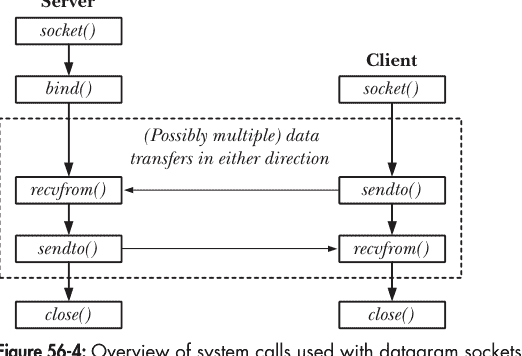 Server
socket()
bind()
Client
socket()
(Possibly multiple) data
transfers in either direction
recvfrom()
sendto()
sendto()
recvfrom()
close()
close()
Figure 56-4: Overview of system calls used with datagram sockets